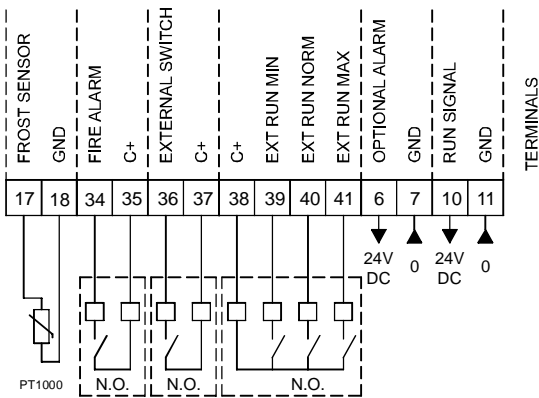 FROST SENSOR
GND
FIRE ALARM
C+
EXTERNAL SWITCH
C+
C+
EXT RUN MIN
EXT RUN NORM
EXT RUN MAX
OPTIONAL ALARM
GND
RUN SIGNAL
GND
TERMINALS
17 18 34 35 36 37 38 39 40 41 6 7 10 11
24V
DC
0
24V
DC
0
PT1000
N.O.
N.O.
N.O.